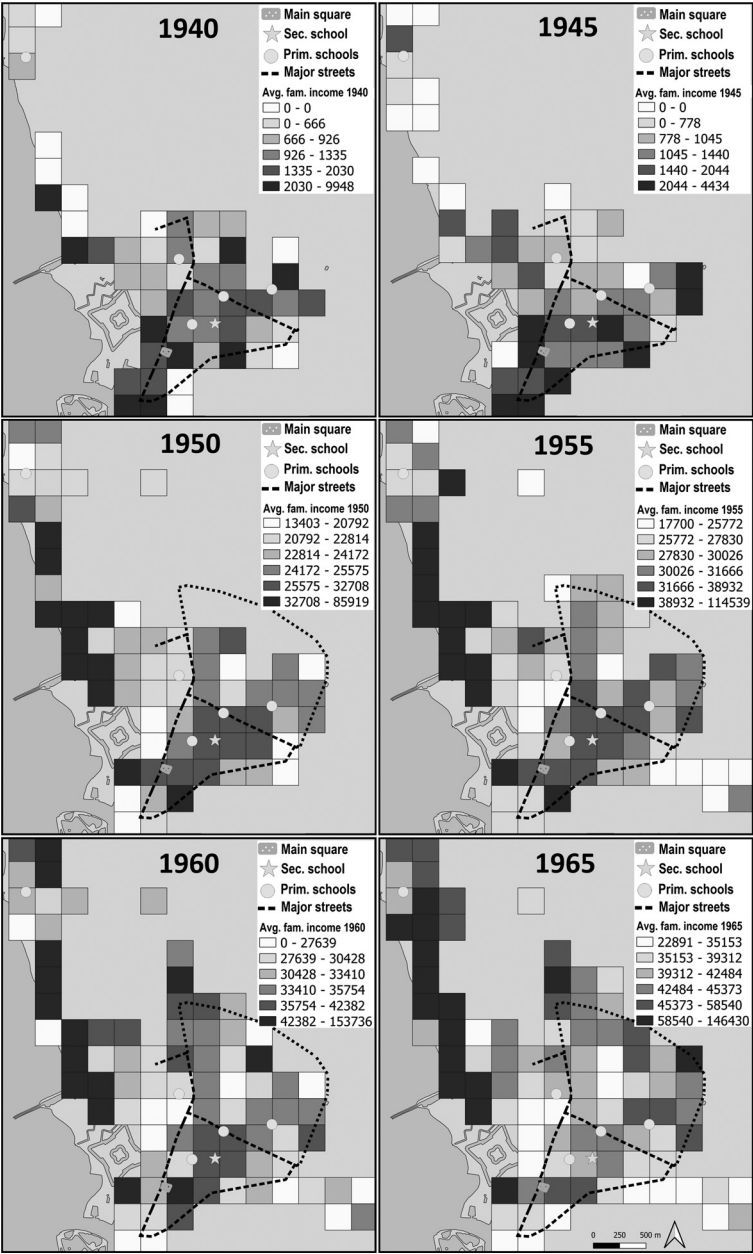 1940
Main square
Sec. school
Prim. schools
Major streets
Avg. fam. income 1940
0 - 0
0 - 666
666 - 926
926 - 1335
1335 - 2030
2030 - 9948
1945
Main square
Sec. school
Prim. schools
Major streets
Avg. fam. income 1945
0 - 0
0 - 778
778 - 1045
1045 - 1440
1440 - 2044
2044 - 4434
1950
Main square
Sec. school
Prim. schools
Major streets
Avg. fam. income 1950
13403 - 20792
20792 - 22814
22814 - 24172
24172 - 25575
25575 - 32708
32708 - 85919
1955
Main square
Sec. school
Prim. schools
Major streets
Avg. fam. income 1955
17700 - 25772
25772 - 27830
27830 - 30026
30026 - 31666
31666 - 38932
38932 - 114539
1960
Main square
Sec. school
Prim. schools
Major streets
Avg. fam. income 1960
0 - 27639
27639 - 30428
30428 - 33410
33410 - 35754
35754 - 42382
42382 - 153736
1965
Main square
Sec. school
Prim. schools
Major streets
Avg. fam. income 1965
22891 - 35153
35153 - 39312
39312 - 42484
42484 - 45373
45373 - 58540
58540 - 146430
0 250 500 m